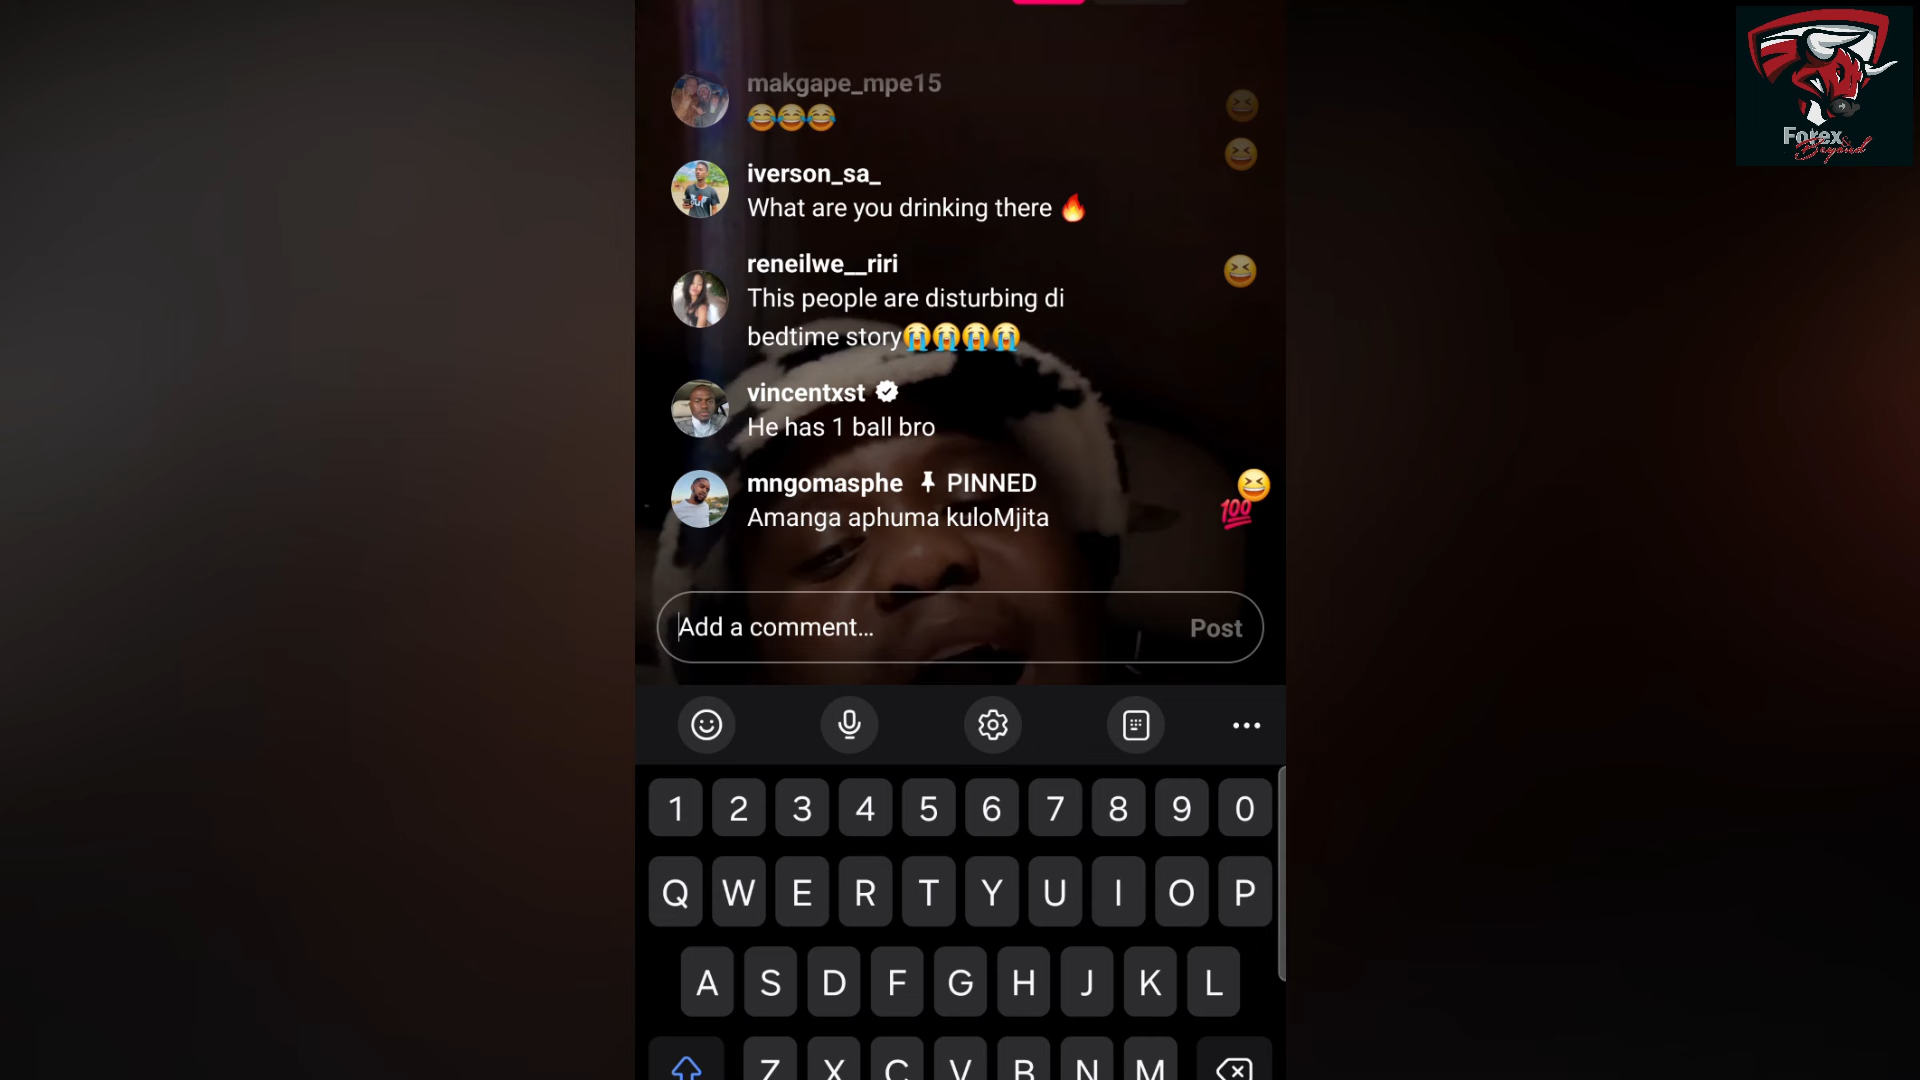 makgape_mpe15
😂😂😂
iverson_sa_
What are you drinking there 🔥
reneilwe__riri
This people are disturbing di
bedtime story😭😭😭😭
vincentxst
He has 1 ball bro
mngomasphe PINNED
Amanga aphuma kuloMjita
100
Add a comment... Post
1 2 3 4 5 6 7 8 9 0
Q W E R T Y U I O P
A S D F G H J K L
Z X C V B N M
Forex
Beyond